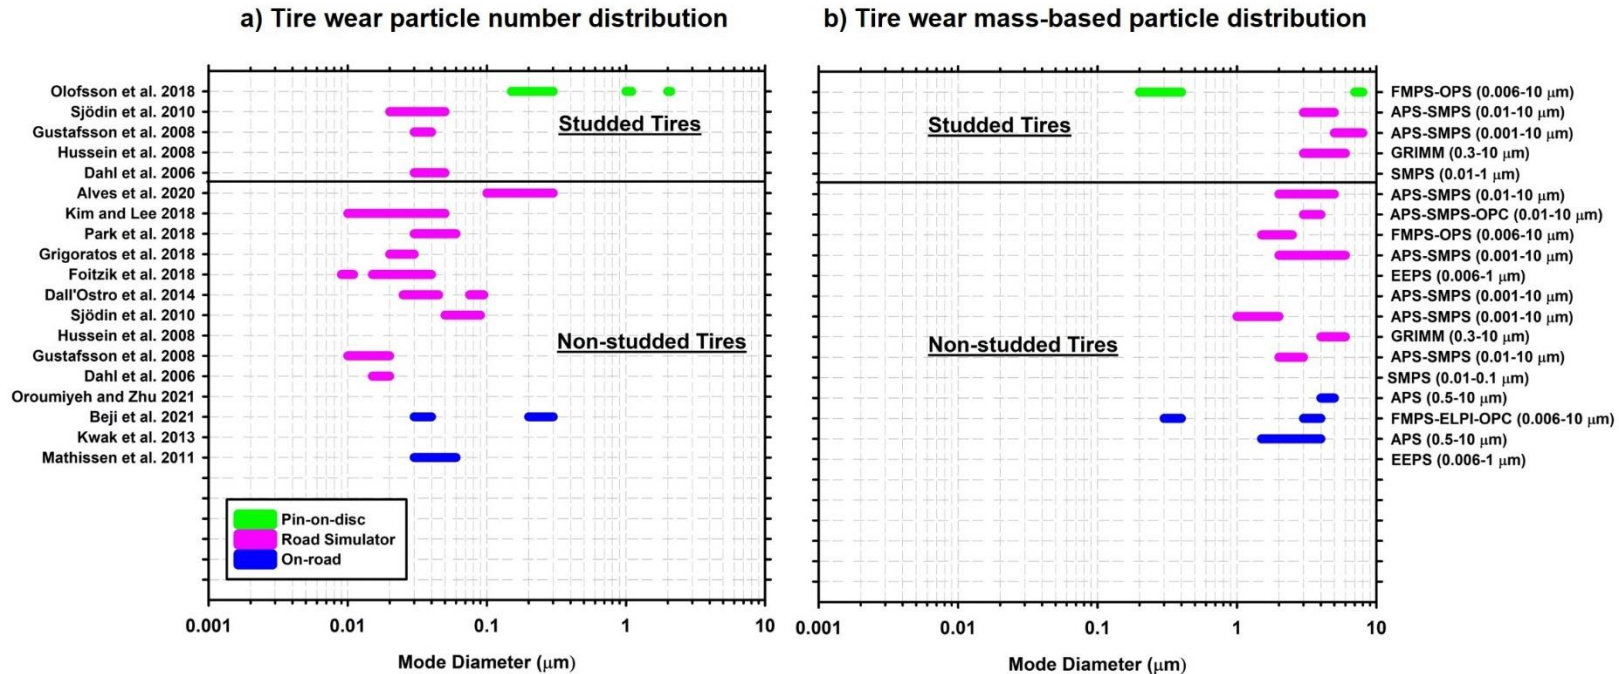 a) Tire wear particle number distribution
Olofsson et al. 2018
Sjödin et al. 2010
Gustafsson et al. 2008
Hussein et al. 2008
Dahl et al. 2006
Alves et al. 2020
Kim and Lee 2018
Park et al. 2018
Grigoratos et al. 2018
Foitzik et al. 2018
Dall'Ostro et al. 2014
Sjödin et al. 2010
Hussein et al. 2008
Gustafsson et al. 2008
Dahl et al. 2006
Oroumiyeh and Zhu 2021
Beji et al. 2021
Kwak et al. 2013
Mathissen et al. 2011
Studded Tires
Non-studded Tires
Pin-on-disc
Road Simulator
On-road
0.001 0.01 0.1 1 10
Mode Diameter (μm)
b) Tire wear mass-based particle distribution
Studded Tires
Non-studded Tires
FMPS-OPS (0.006-10 μm)
APS-SMPS (0.01-10 μm)
APS-SMPS (0.001-10 μm)
GRIMM (0.3-10 μm)
SMPS (0.01-1 μm)
APS-SMPS (0.01-10 μm)
APS-SMPS-OPC (0.01-10 μm)
FMPS-OPS (0.006-10 μm)
APS-SMPS (0.001-10 μm)
EEPS (0.006-1 μm)
APS-SMPS (0.001-10 μm)
APS-SMPS (0.001-10 μm)
GRIMM (0.3-10 μm)
APS-SMPS (0.01-10 μm)
SMPS (0.01-0.1 μm)
APS (0.5-10 μm)
FMPS-ELPI-OPC (0.006-10 μm)
APS (0.5-10 μm)
EEPS (0.006-1 μm)
0.001 0.01 0.1 1 10
Mode Diameter (μm)